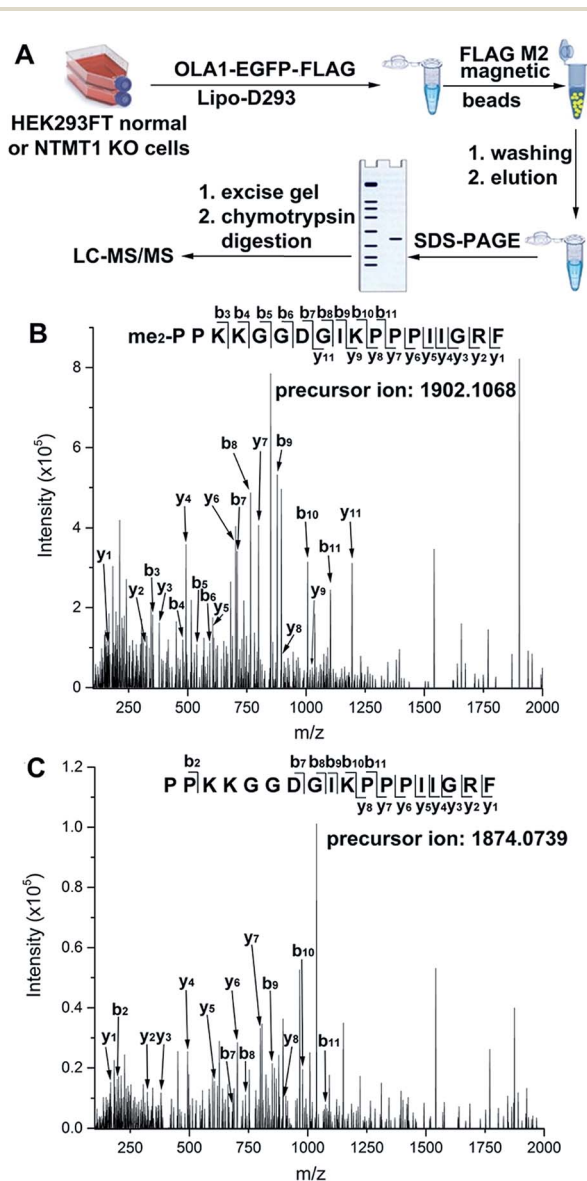 A
HEK293FT normal
or NTMT1 KO cells
OLA1-EGFP-FLAG
Lipo-D293
FLAG M2
magnetic
beads
1. washing
2. elution
SDS-PAGE
1. excise gel
2. chymotrypsin
digestion
LC-MS/MS
B
b3 b4 b5 b6 b7 b8 b9 b10 b11
me2-P P K K G G D G I K P P P I I G R F
y11 y9 y8 y7 y6 y5 y4 y3 y2 y1
precursor ion: 1902.1068
Intensity (x10^5)
8
6
4
2
0
y1
y2
b3
y3
b4
y4
b5
b6
y5
y6
b7
b8
y7
b9
y8
b10
y9
b11
y11
250 500 750 1000 1250 1500 1750 2000
m/z
C
b2 b7 b8 b9 b10 b11
P P K K G G D G I K P P P I I G R F
y8 y7 y6 y5 y4 y3 y2 y1
precursor ion: 1874.0739
Intensity (x10^5)
1.2
1.0
0.8
0.6
0.4
0.2
0.0
y1
b2
y2
y3
y4
y5
b7
y6
b8
y7
b9
y8
b10
b11
250 500 750 1000 1250 1500 1750 2000
m/z